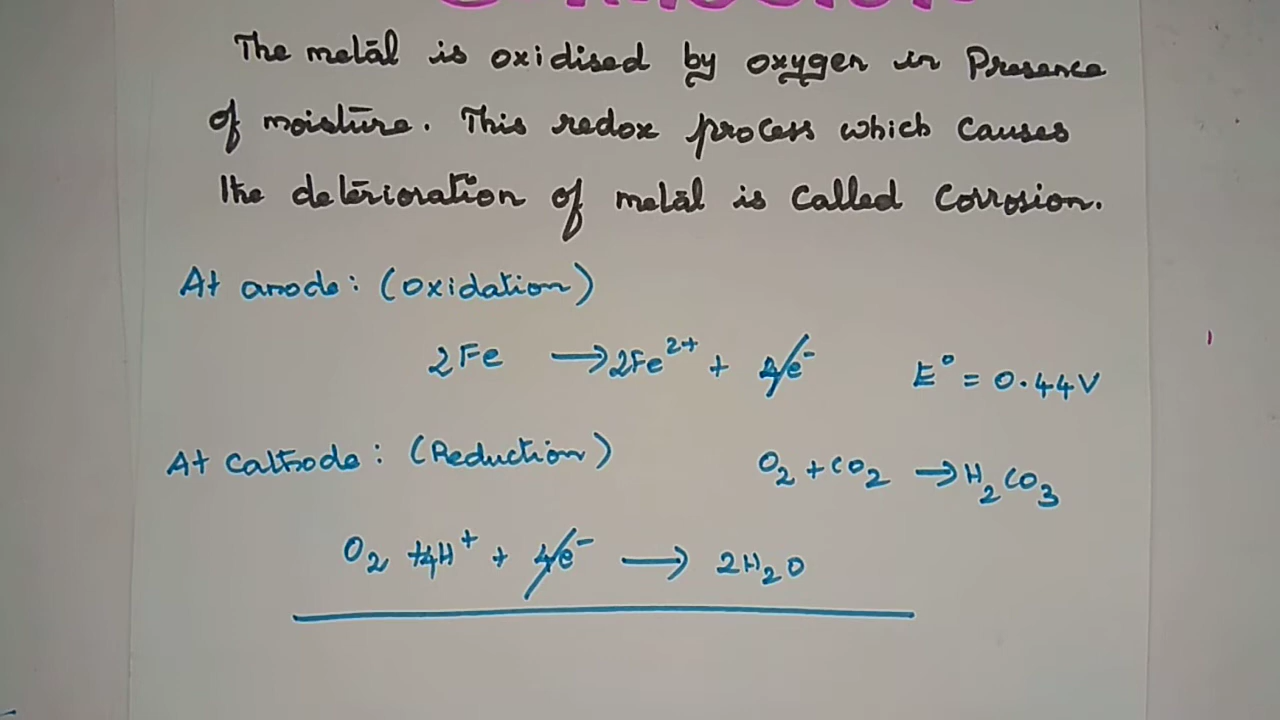 The metal is oxidised by oxygen in Presence
of moisture. This redox process which causes
the deterioration of metal is called Corrosion.
At anode: (Oxidation)
2Fe → 2Fe²⁺ + 4e⁻ E° = 0.44V
At cathode: (Reduction)
O₂ + CO₂ → H₂CO₃
O₂ + 4H⁺ + 4e⁻ → 2H₂O